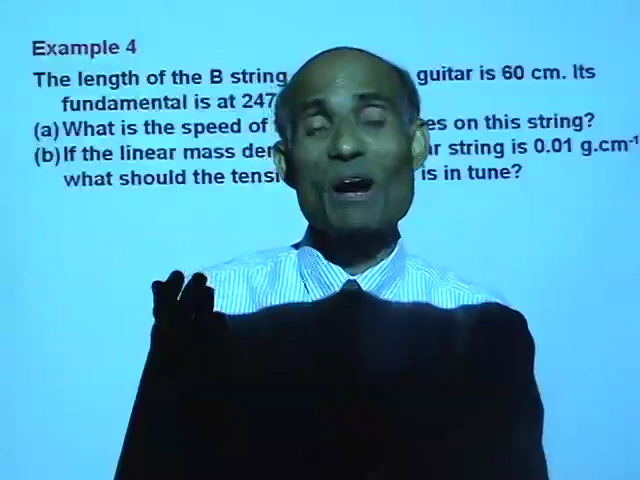 Example 4
The length of the B string guitar is 60 cm. Its
fundamental is at 247
(a) What is the speed of es on this string?
(b) If the linear mass den r string is 0.01 g.cm⁻¹
what should the tensi is in tune?